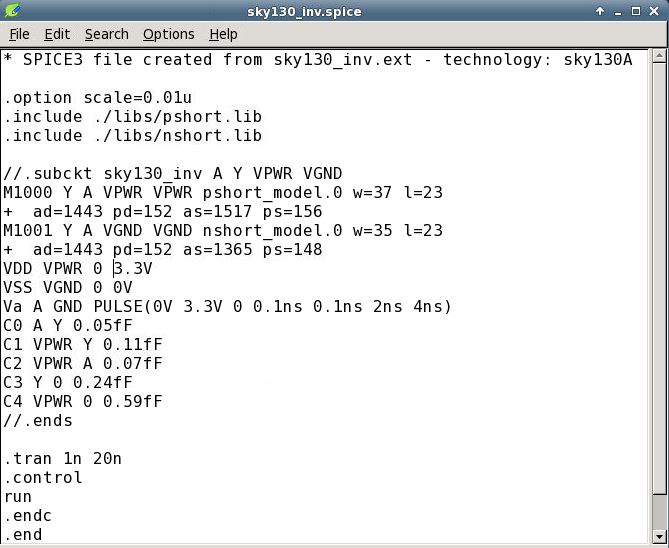 sky130_inv.spice
File Edit Search Options Help
* SPICE3 file created from sky130_inv.ext - technology: sky130A
.option scale=0.01u
.include ./libs/pshort.lib
.include ./libs/nshort.lib
//.subckt sky130_inv A Y VPWR VGND
M1000 Y A VPWR VPWR pshort_model.0 w=37 l=23
+  ad=1443 pd=152 as=1517 ps=156
M1001 Y A VGND VGND nshort_model.0 w=35 l=23
+  ad=1443 pd=152 as=1365 ps=148
VDD VPWR 0 3.3V
VSS VGND 0 0V
Va A GND PULSE(0V 3.3V 0 0.1ns 0.1ns 2ns 4ns)
C0 A Y 0.05fF
C1 VPWR Y 0.11fF
C2 VPWR A 0.07fF
C3 Y 0 0.24fF
C4 VPWR 0 0.59fF
//.ends
.tran 1n 20n
.control
run
.endc
.end